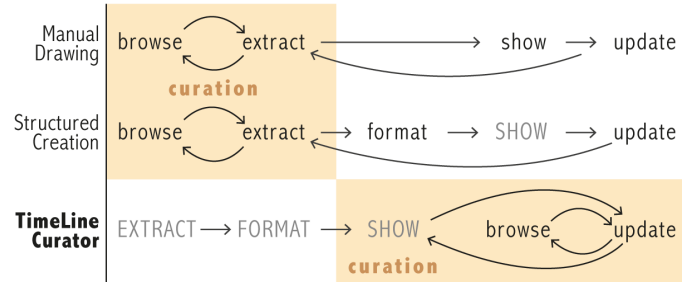 Manual
Drawing
browse extract show update
curation
Structured
Creation
browse extract format SHOW update
TimeLine
Curator
EXTRACT FORMAT SHOW browse update
curation